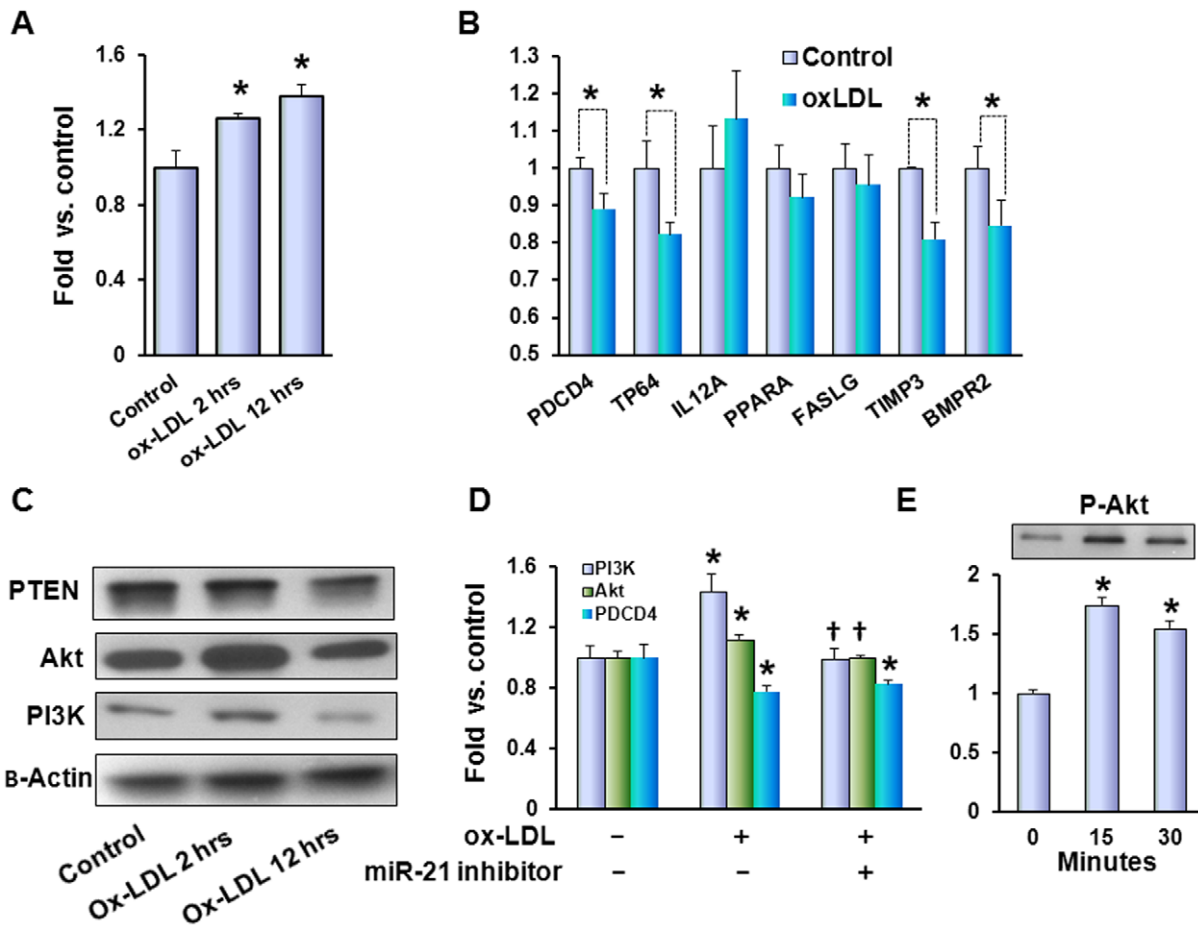 A
Fold vs. control
1.6
1.2
0.8
0.4
0
*
*
Control
ox-LDL 2 hrs
ox-LDL 12 hrs
B
1.3
1.2
1.1
1
0.9
0.8
0.7
0.6
0.5
Control
oxLDL
*
*
*
*
PDCD4
TP64
IL12A
PPARA
FASLG
TIMP3
BMPR2
C
PTEN
Akt
PI3K
B-Actin
Control
Ox-LDL 2 hrs
Ox-LDL 12 hrs
D
Fold vs. control
1.6
1.2
0.8
0.4
0
PI3K
Akt
PDCD4
*
*
*
† † *
ox-LDL − + +
miR-21 inhibitor − − +
E
P-Akt
2
1.5
1
0.5
0
*
*
0 15 30
Minutes